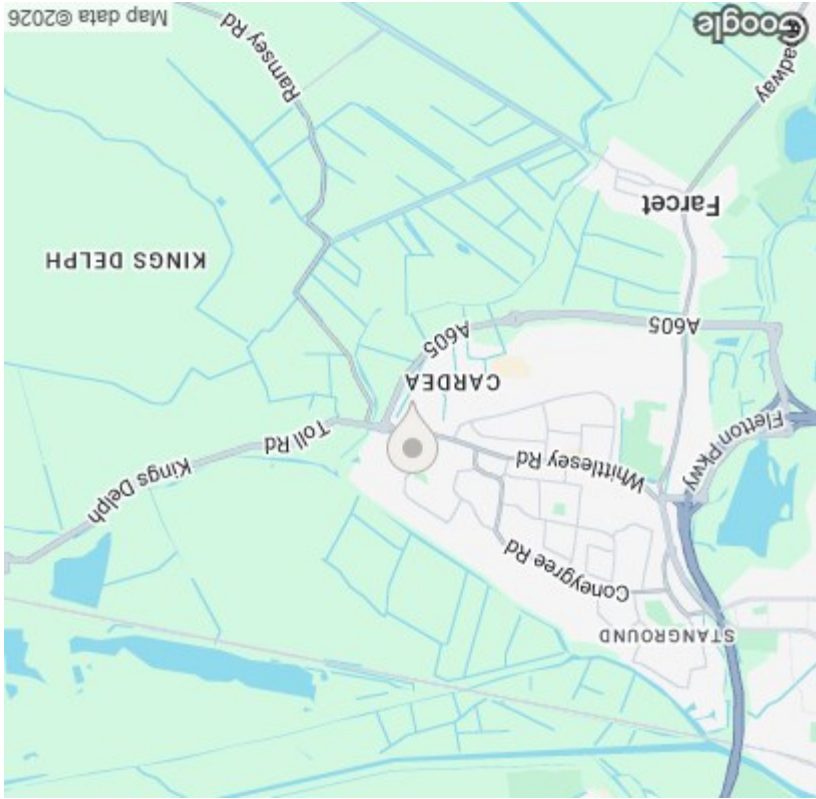 STANGROUND
Coneygree Rd
Whittlesey Rd
Fletton Pkwy
Kings Delph
Toll Rd
CARDEA
A605
A605
KINGS DELPH
Farcet
Ramsey Rd
Google
Map data ©2026